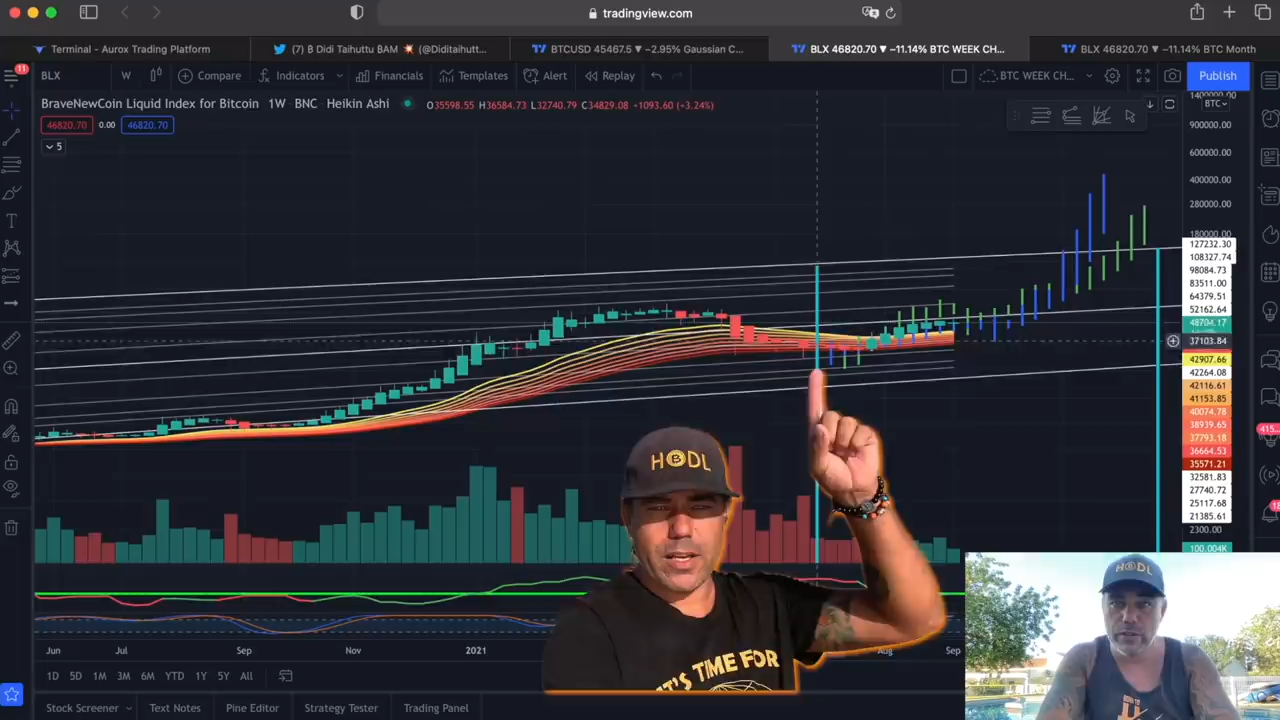 tradingview.com
Terminal - Aurox Trading Platform
(7) ₿ Didi Taihuttu ₿AM 💥 (@Diditaihutt...
BTCUSD 45467.5 ▼ −2.95% Gaussian C...
BLX 46820.70 ▼ −11.14% BTC WEEK CH...
BLX 46820.70 ▼ −11.14% BTC Month
11
BLX
W
Compare
Indicators
Financials
Templates
Alert
Replay
BTC WEEK CH...
Publish
BraveNewCoin Liquid Index for Bitcoin · 1W · BNC · Heikin Ashi
O35598.55 H36584.73 L32740.79 C34829.08 +1093.60 (+3.24%)
46820.70
0.00
46820.70
5
BTC
1400000.00
900000.00
600000.00
400000.00
280000.00
180000.00
127232.30
108327.74
98084.73
83511.00
64379.51
52162.64
48704.17
37103.84
42907.66
42264.08
42116.61
41153.85
40074.78
38939.65
37793.18
36664.53
35571.21
32581.83
27740.72
25117.68
21385.61
2300.00
100.004K
415...
HODL
IT'S TIME FOR
HODL
Jun
Jul
Sep
Nov
2021
Aug
Sep
1D
5D
1M
3M
6M
YTD
1Y
5Y
All
Stock Screener
Text Notes
Pine Editor
Strategy Tester
Trading Panel